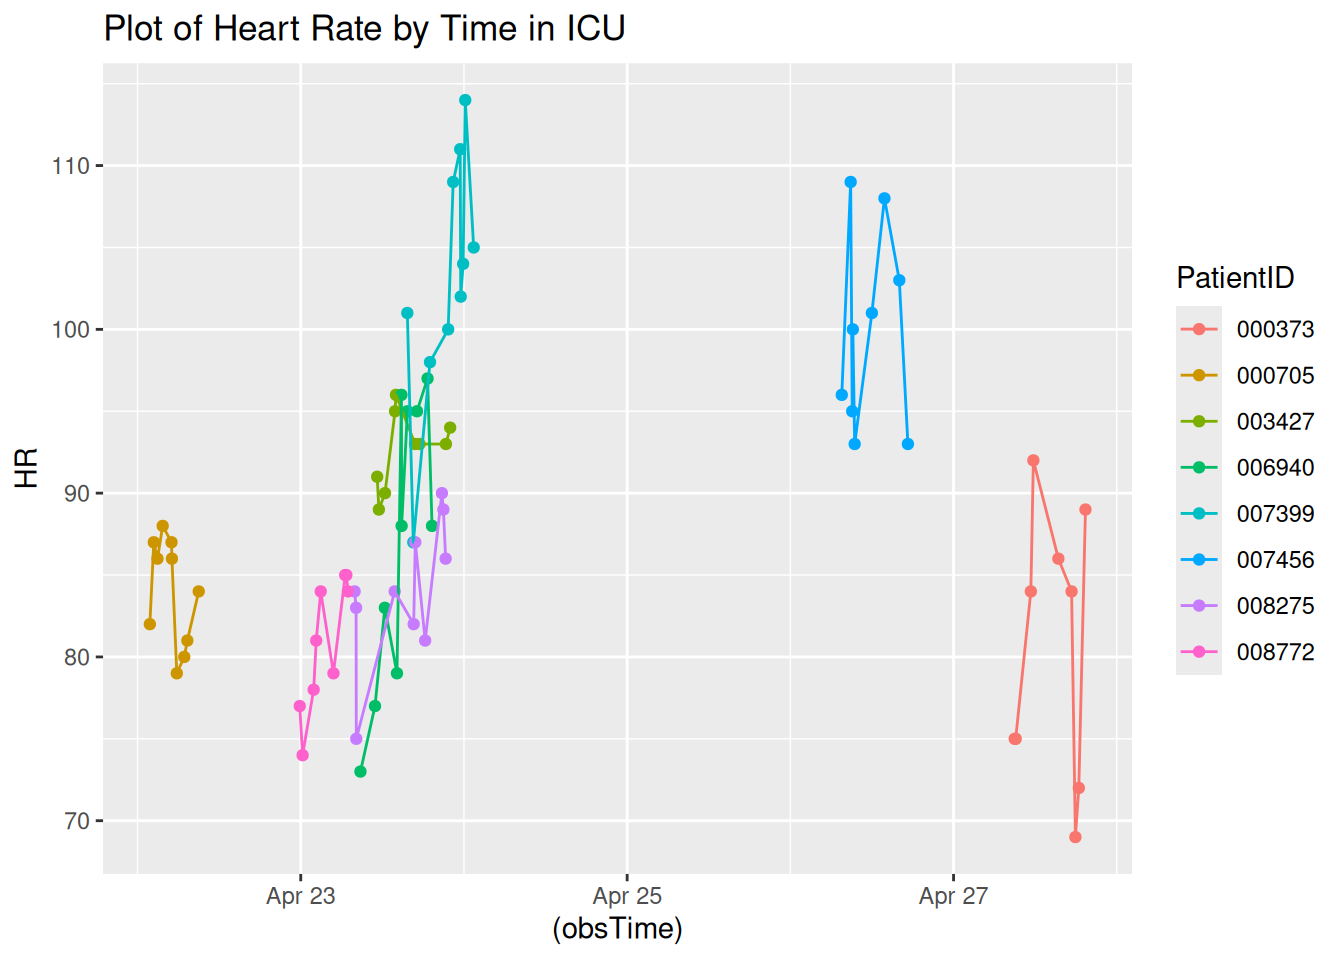 Plot of Heart Rate by Time in ICU
110
100
90
80
70
HR
Apr 23
Apr 25
Apr 27
(obsTime)
PatientID
000373
000705
003427
006940
007399
007456
008275
008772